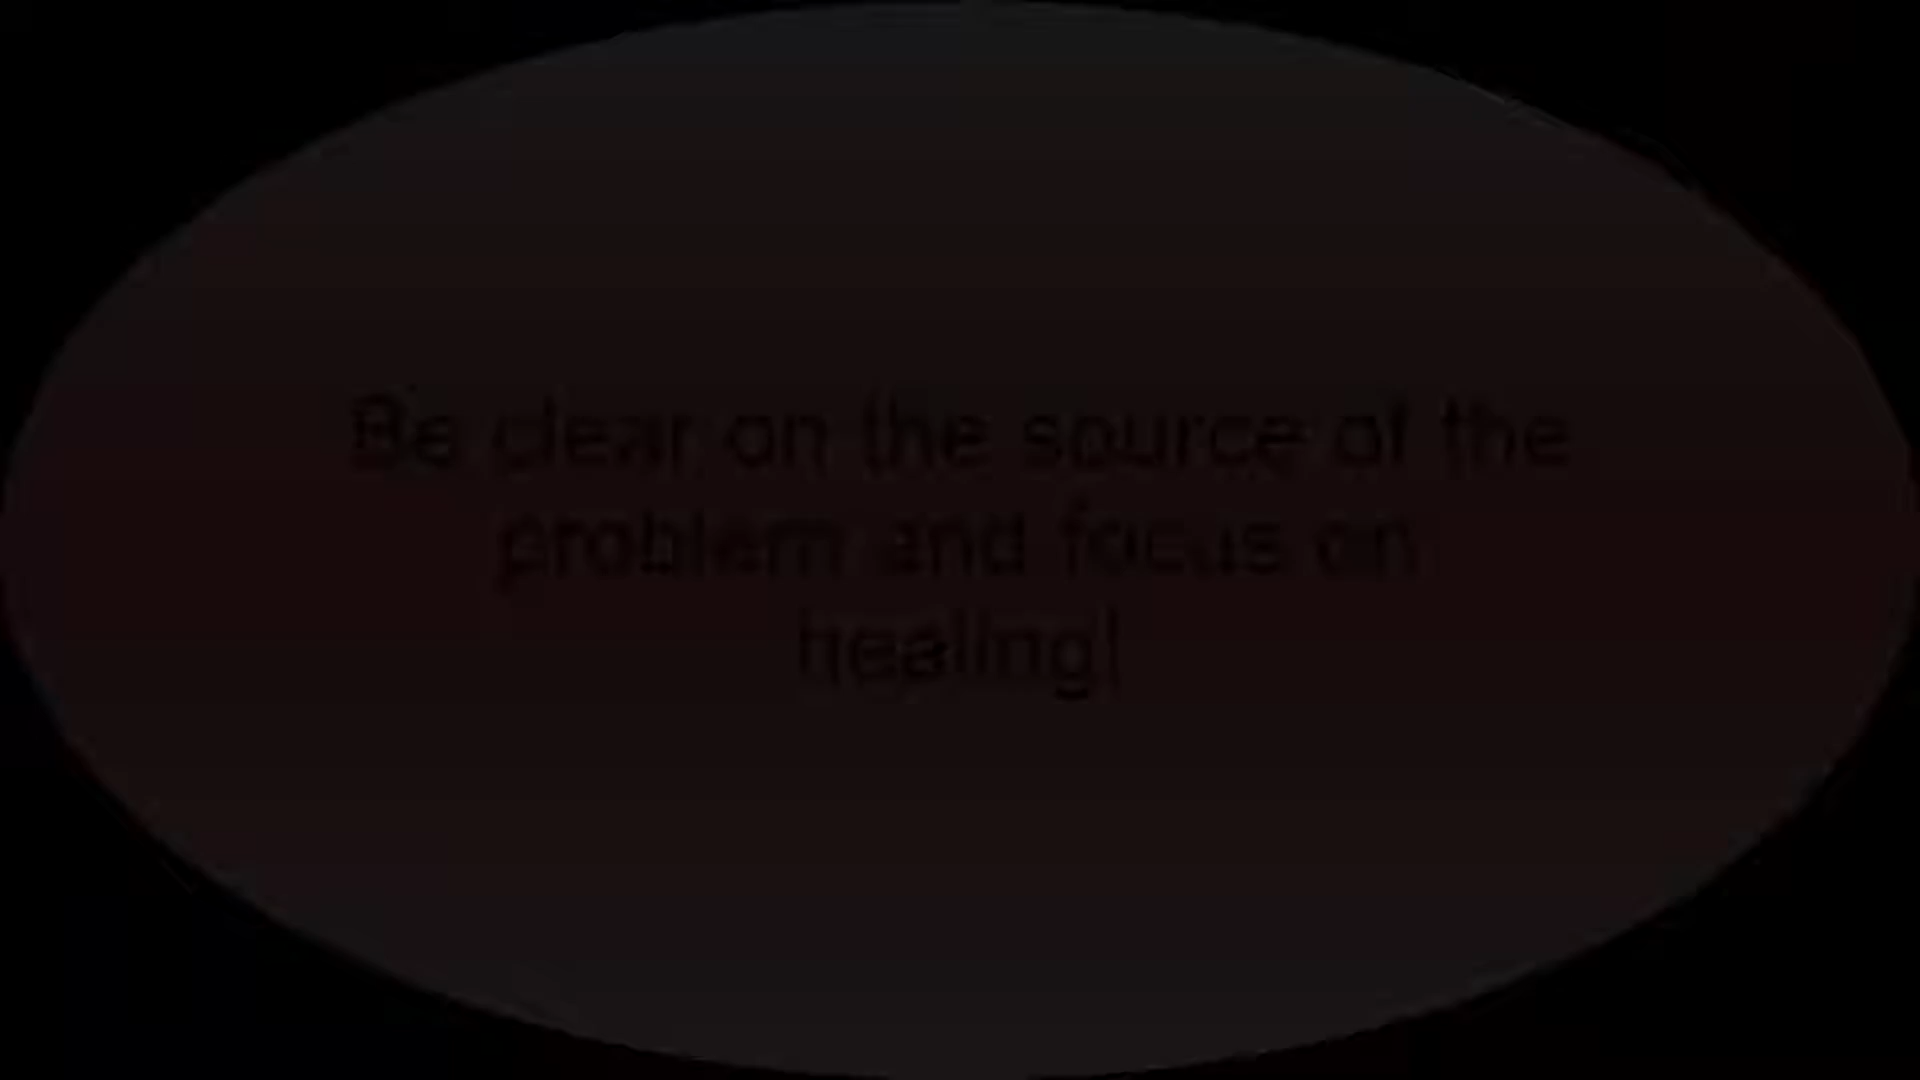 Be clear on the source of the
problem and focus on
healing!